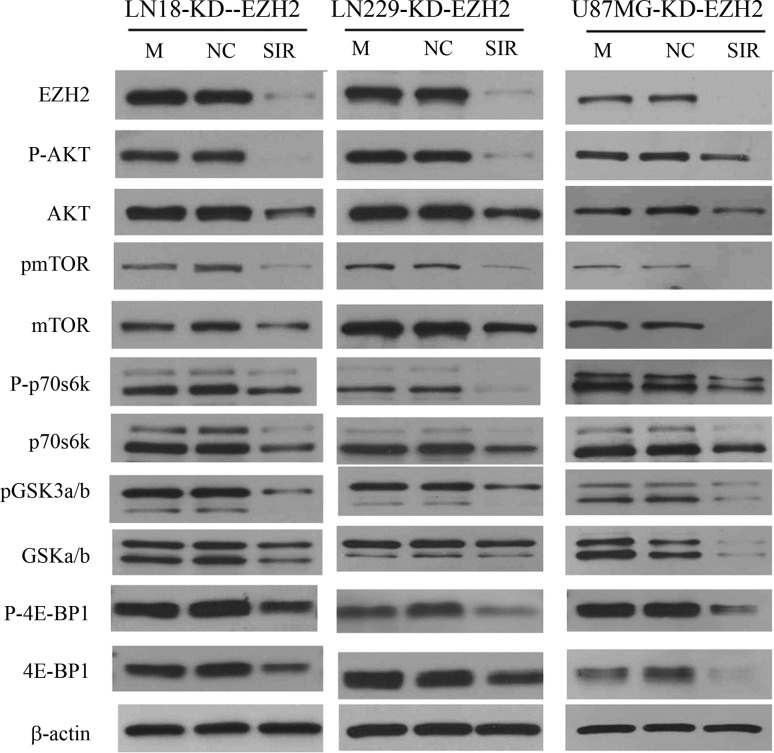 LN18-KD--EZH2 LN229-KD-EZH2 U87MG-KD-EZH2
M NC SIR M NC SIR M NC SIR
EZH2
P-AKT
AKT
pmTOR
mTOR
P-p70s6k
p70s6k
pGSK3a/b
GSKa/b
P-4E-BP1
4E-BP1
β-actin